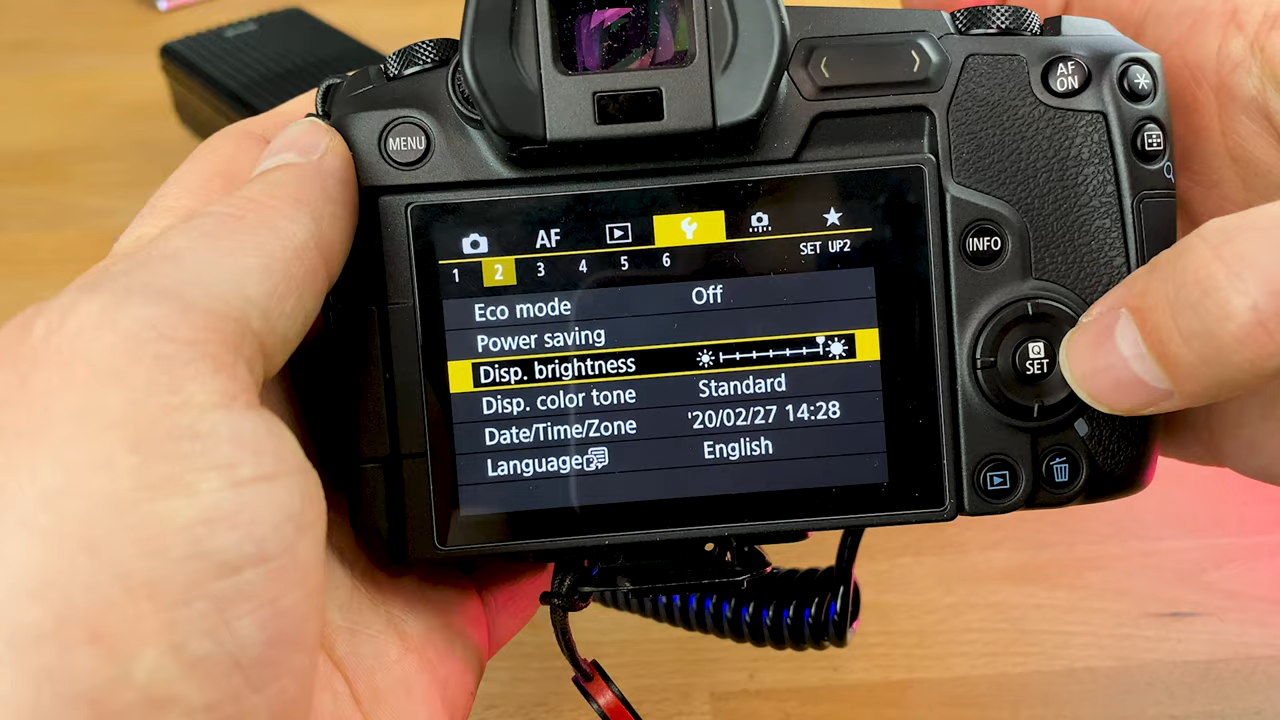 MENU
AF
ON
INFO
Q
SET
AF
SET UP2
1 2 3 4 5 6
Eco mode Off
Power saving
Disp. brightness
Disp. color tone Standard
Date/Time/Zone '20/02/27 14:28
Language English